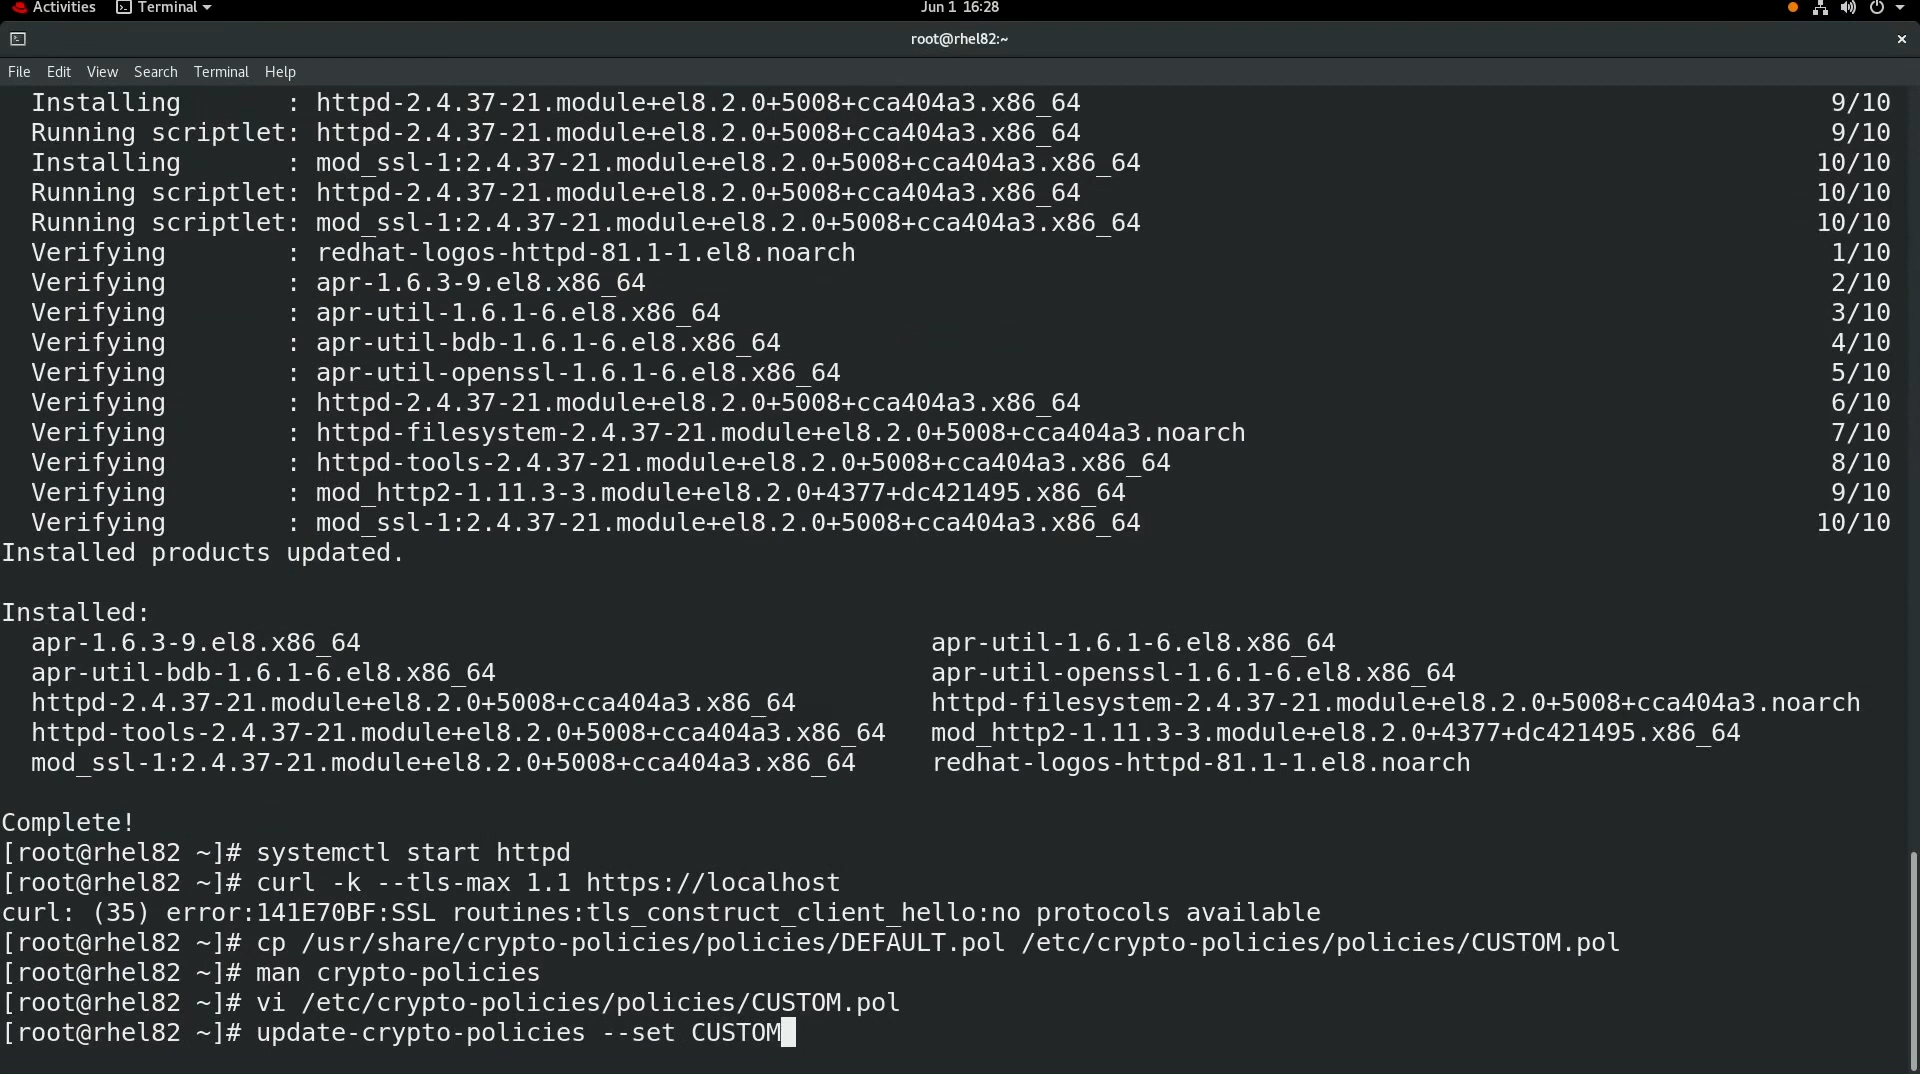 Activities Terminal Jun 1 16:28
root@rhel82:~
File Edit View Search Terminal Help
Installing : httpd-2.4.37-21.module+el8.2.0+5008+cca404a3.x86_64 9/10
Running scriptlet: httpd-2.4.37-21.module+el8.2.0+5008+cca404a3.x86_64 9/10
Installing : mod_ssl-1:2.4.37-21.module+el8.2.0+5008+cca404a3.x86_64 10/10
Running scriptlet: httpd-2.4.37-21.module+el8.2.0+5008+cca404a3.x86_64 10/10
Running scriptlet: mod_ssl-1:2.4.37-21.module+el8.2.0+5008+cca404a3.x86_64 10/10
Verifying : redhat-logos-httpd-81.1-1.el8.noarch 1/10
Verifying : apr-1.6.3-9.el8.x86_64 2/10
Verifying : apr-util-1.6.1-6.el8.x86_64 3/10
Verifying : apr-util-bdb-1.6.1-6.el8.x86_64 4/10
Verifying : apr-util-openssl-1.6.1-6.el8.x86_64 5/10
Verifying : httpd-2.4.37-21.module+el8.2.0+5008+cca404a3.x86_64 6/10
Verifying : httpd-filesystem-2.4.37-21.module+el8.2.0+5008+cca404a3.noarch 7/10
Verifying : httpd-tools-2.4.37-21.module+el8.2.0+5008+cca404a3.x86_64 8/10
Verifying : mod_http2-1.11.3-3.module+el8.2.0+4377+dc421495.x86_64 9/10
Verifying : mod_ssl-1:2.4.37-21.module+el8.2.0+5008+cca404a3.x86_64 10/10
Installed products updated.
Installed:
apr-1.6.3-9.el8.x86_64 apr-util-1.6.1-6.el8.x86_64
apr-util-bdb-1.6.1-6.el8.x86_64 apr-util-openssl-1.6.1-6.el8.x86_64
httpd-2.4.37-21.module+el8.2.0+5008+cca404a3.x86_64 httpd-filesystem-2.4.37-21.module+el8.2.0+5008+cca404a3.noarch
httpd-tools-2.4.37-21.module+el8.2.0+5008+cca404a3.x86_64 mod_http2-1.11.3-3.module+el8.2.0+4377+dc421495.x86_64
mod_ssl-1:2.4.37-21.module+el8.2.0+5008+cca404a3.x86_64 redhat-logos-httpd-81.1-1.el8.noarch
Complete!
[root@rhel82 ~]# systemctl start httpd
[root@rhel82 ~]# curl -k --tls-max 1.1 https://localhost
curl: (35) error:141E70BF:SSL routines:tls_construct_client_hello:no protocols available
[root@rhel82 ~]# cp /usr/share/crypto-policies/policies/DEFAULT.pol /etc/crypto-policies/policies/CUSTOM.pol
[root@rhel82 ~]# man crypto-policies
[root@rhel82 ~]# vi /etc/crypto-policies/policies/CUSTOM.pol
[root@rhel82 ~]# update-crypto-policies --set CUSTOM